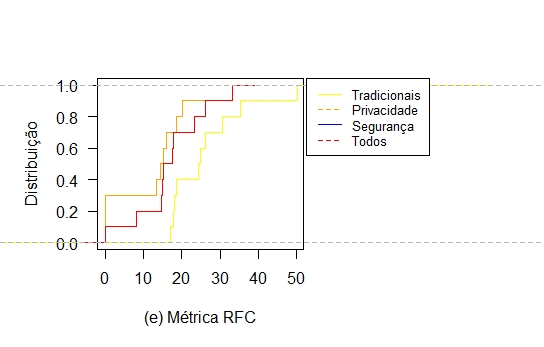 1.0
0.8
0.6
0.4
0.2
0.0
Distribuição
0 10 20 30 40 50
(e) Métrica RFC
Tradicionais
Privacidade
Segurança
Todos